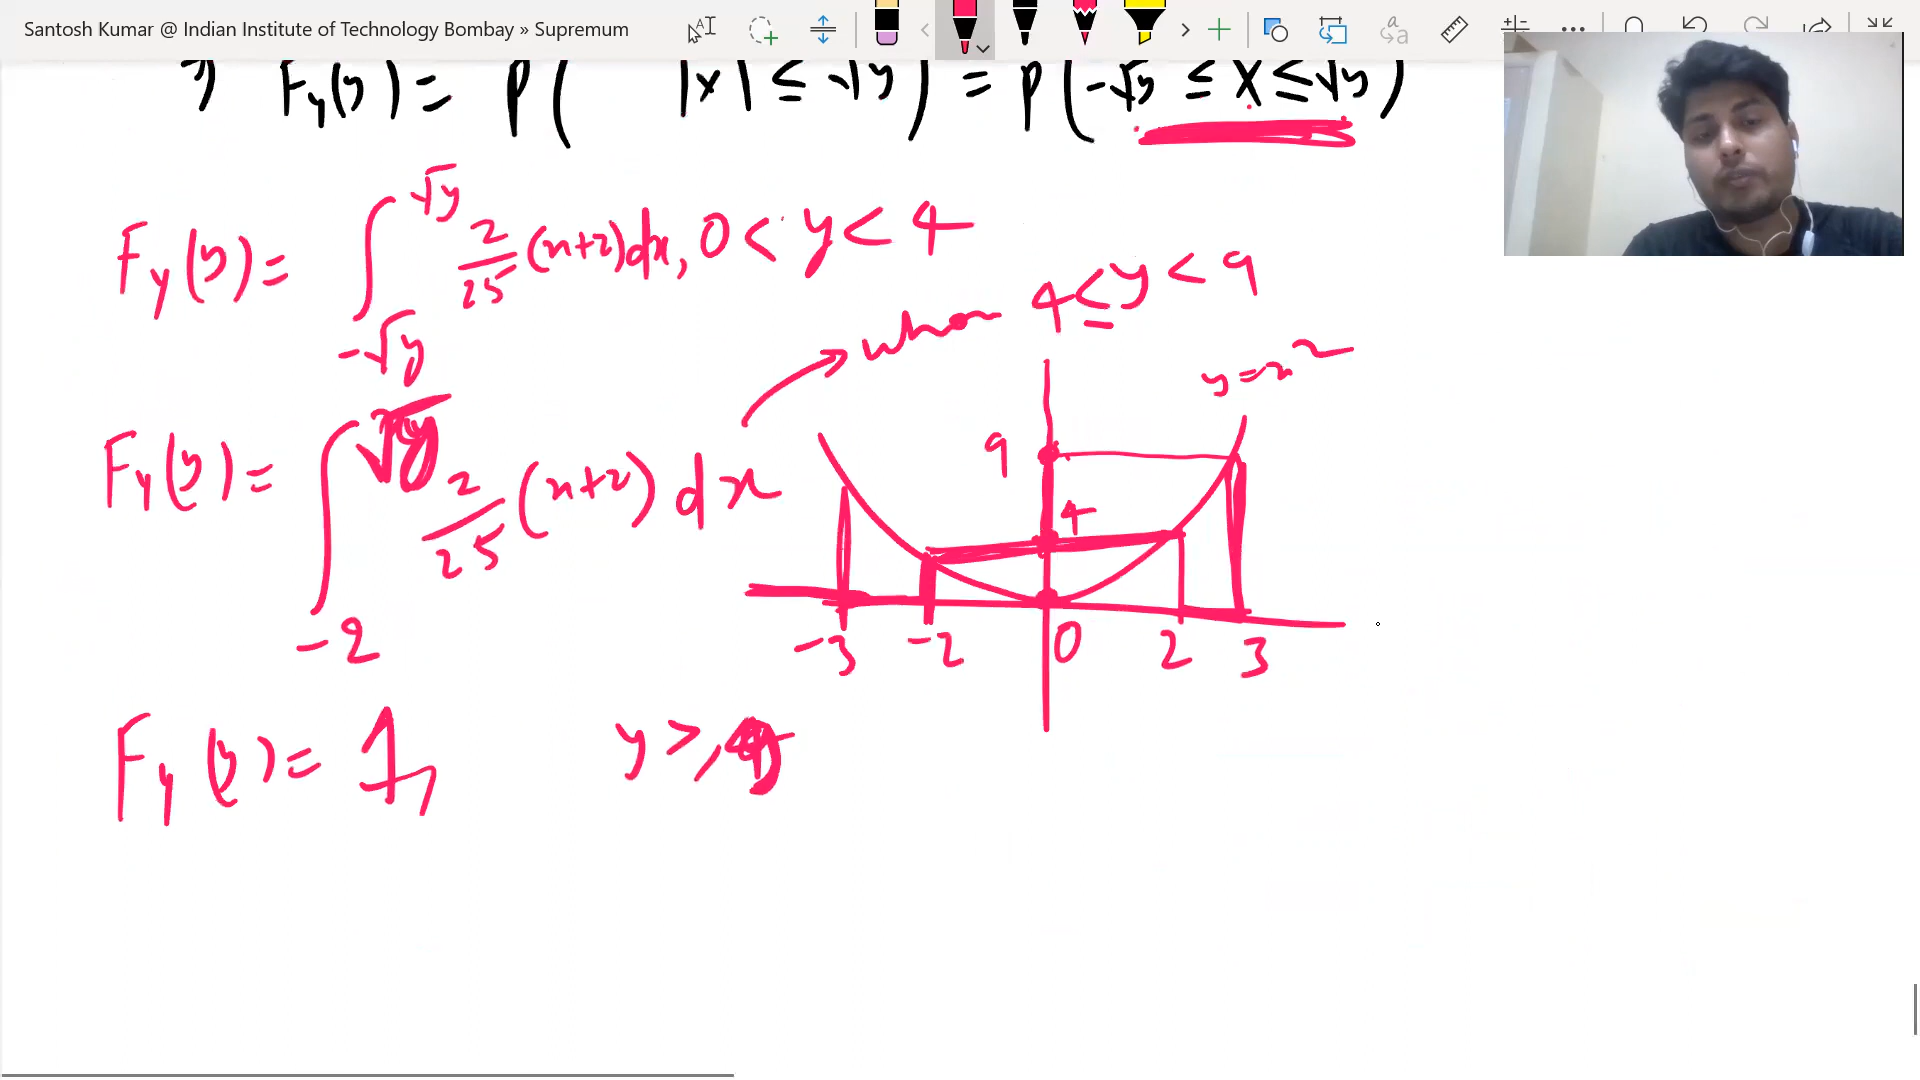 Santosh Kumar @ Indian Institute of Technology Bombay » Supremum
⇒ F_Y(y) = P( |X| ≤ √y ) = P( -√y ≤ X ≤ √y )
F_Y(y) = ∫_{-√y}^{√y} 2/25 (x+2) dx, 0 < y < 4
when 4 ≤ y < 9
y = x²
F_Y(y) = ∫_{-2}^{√y} 2/25 (x+2) dx
9
4
-3 -2 0 2 3
F_Y(y) = 1, y ≥ 9